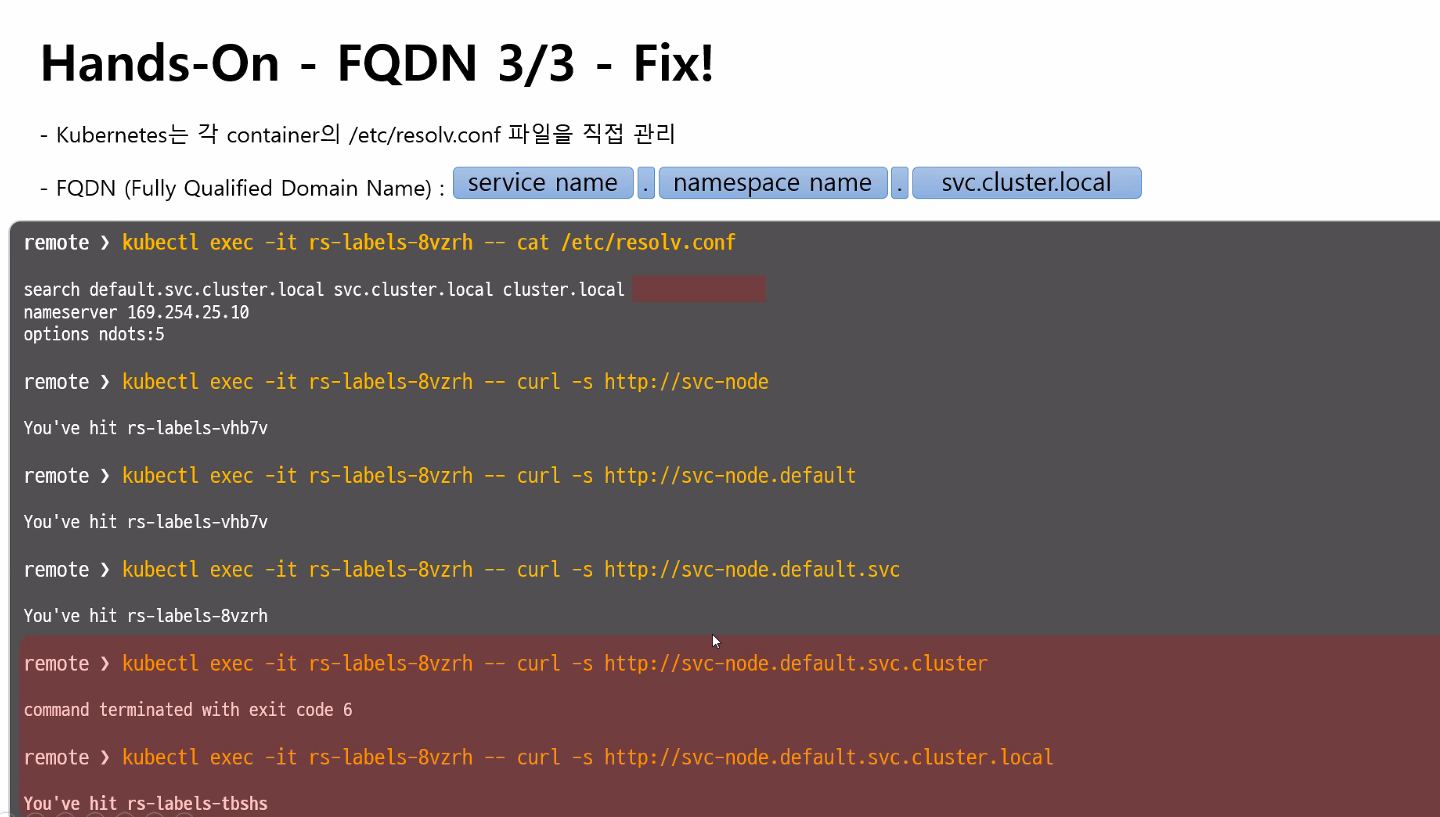 Hands-On - FQDN 3/3 - Fix!
- Kubernetes는 각 container의 /etc/resolv.conf 파일을 직접 관리
- FQDN (Fully Qualified Domain Name) : service name . namespace name . svc.cluster.local
remote ❯ kubectl exec -it rs-labels-8vzrh -- cat /etc/resolv.conf
search default.svc.cluster.local svc.cluster.local cluster.local
nameserver 169.254.25.10
options ndots:5
remote ❯ kubectl exec -it rs-labels-8vzrh -- curl -s http://svc-node
You've hit rs-labels-vhb7v
remote ❯ kubectl exec -it rs-labels-8vzrh -- curl -s http://svc-node.default
You've hit rs-labels-vhb7v
remote ❯ kubectl exec -it rs-labels-8vzrh -- curl -s http://svc-node.default.svc
You've hit rs-labels-8vzrh
remote ❯ kubectl exec -it rs-labels-8vzrh -- curl -s http://svc-node.default.svc.cluster
command terminated with exit code 6
remote ❯ kubectl exec -it rs-labels-8vzrh -- curl -s http://svc-node.default.svc.cluster.local
You've hit rs-labels-tbshs